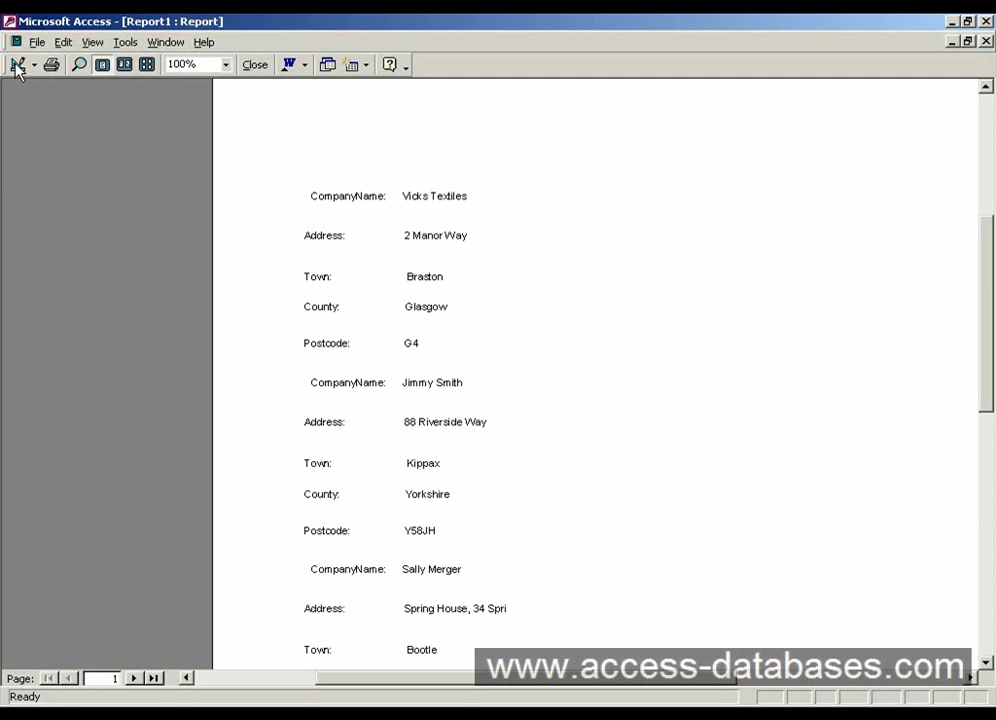 Microsoft Access - [Report1 : Report]
File Edit View Tools Window Help
100% Close W
CompanyName: Vicks Textiles
Address: 2 Manor Way
Town: Braston
County: Glasgow
Postcode: G4
CompanyName: Jimmy Smith
Address: 88 Riverside Way
Town: Kippax
County: Yorkshire
Postcode: Y58JH
CompanyName: Sally Merger
Address: Spring House, 34 Spri
Town: Bootle
www.access-databases.com
Page: 1
Ready